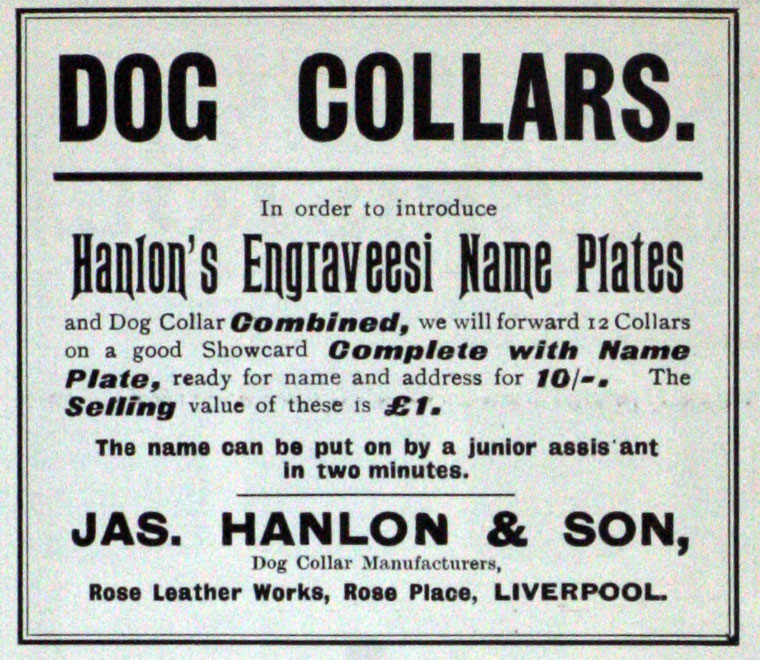 DOG COLLARS.
In order to introduce
Hanlon's Engraveesi Name Plates
and Dog Collar Combined, we will forward 12 Collars
on a good Showcard Complete with Name
Plate, ready for name and address for 10/-. The
Selling value of these is £1.
The name can be put on by a junior assis'ant
in two minutes.
JAS. HANLON & SON,
Dog Collar Manufacturers,
Rose Leather Works, Rose Place, LIVERPOOL.